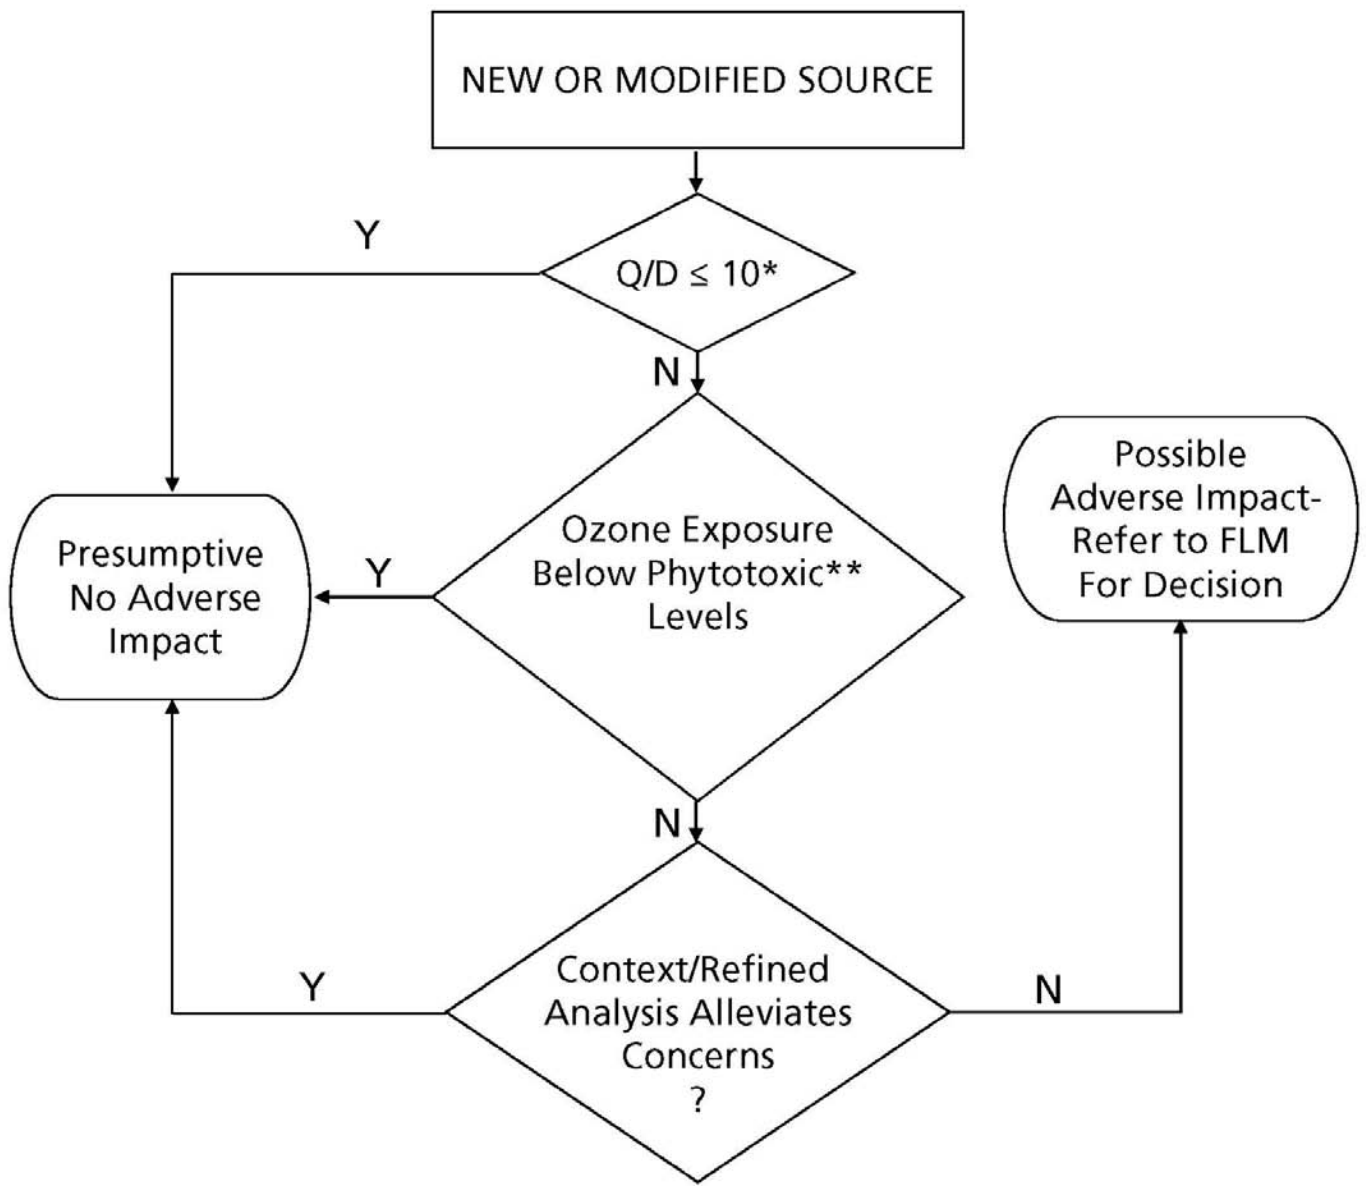 NEW OR MODIFIED SOURCE
Y
Q/D ≤ 10*
N
Possible
Adverse Impact-
Refer to FLM
For Decision
Ozone Exposure
Below Phytotoxic**
Levels
Y
Presumptive
No Adverse
Impact
N
Context/Refined
Analysis Alleviates
Concerns
?
Y
N